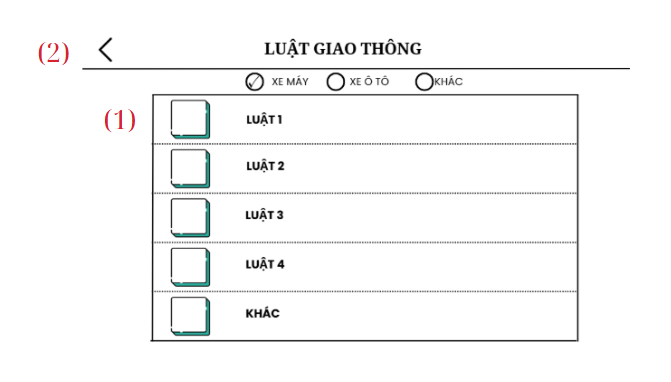 (2) LUẬT GIAO THÔNG
XE MÁY XE Ô TÔ KHÁC
(1) LUẬT 1
LUẬT 2
LUẬT 3
LUẬT 4
KHÁC